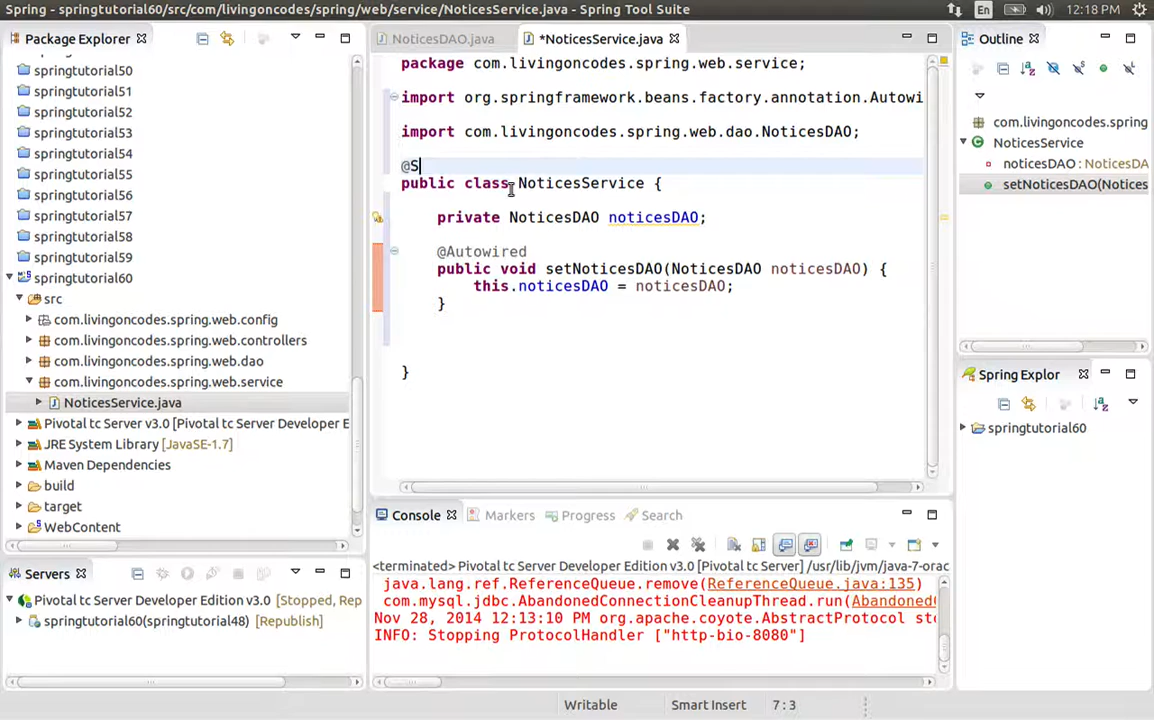 Spring - springtutorial60/src/com/livingoncodes/spring/web/service/NoticesService.java - Spring Tool Suite
En
12:18 PM
Package Explorer
springtutorial50
springtutorial51
springtutorial52
springtutorial53
springtutorial54
springtutorial55
springtutorial56
springtutorial57
springtutorial58
springtutorial59
springtutorial60
src
com.livingoncodes.spring.web.config
com.livingoncodes.spring.web.controllers
com.livingoncodes.spring.web.dao
com.livingoncodes.spring.web.service
NoticesService.java
Pivotal tc Server v3.0 [Pivotal tc Server Developer E
JRE System Library [JavaSE-1.7]
Maven Dependencies
build
target
WebContent
Servers
Pivotal tc Server Developer Edition v3.0 [Stopped, Rep
springtutorial60(springtutorial48) [Republish]
NoticesDAO.java
*NoticesService.java
package com.livingoncodes.spring.web.service;
import org.springframework.beans.factory.annotation.Autowi
import com.livingoncodes.spring.web.dao.NoticesDAO;
@S
public class NoticesService {
private NoticesDAO noticesDAO;
@Autowired
public void setNoticesDAO(NoticesDAO noticesDAO) {
this.noticesDAO = noticesDAO;
}
}
Console
Markers
Progress
Search
<terminated> Pivotal tc Server Developer Edition v3.0 [Pivotal tc Server] /usr/lib/jvm/java-7-orac
java.lang.ref.ReferenceQueue.remove(ReferenceQueue.java:135)
com.mysql.jdbc.AbandonedConnectionCleanupThread.run(Abandoned
Nov 28, 2014 12:13:10 PM org.apache.coyote.AbstractProtocol sto
INFO: Stopping ProtocolHandler ["http-bio-8080"]
Outline
com.livingoncodes.spring
NoticesService
noticesDAO : NoticesDA
setNoticesDAO(Notices
Spring Explor
springtutorial60
Writable
Smart Insert
7 : 3